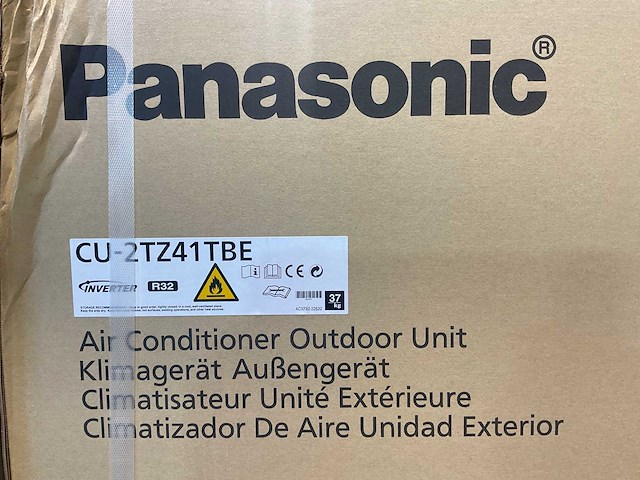 Panasonic®
CU-2TZ41TBE
INVERTER R32
CE
37 kg
Air Conditioner Outdoor Unit
Klimagerät Außengerät
Climatisateur Unité Extérieure
Climatizador De Aire Unidad Exterior